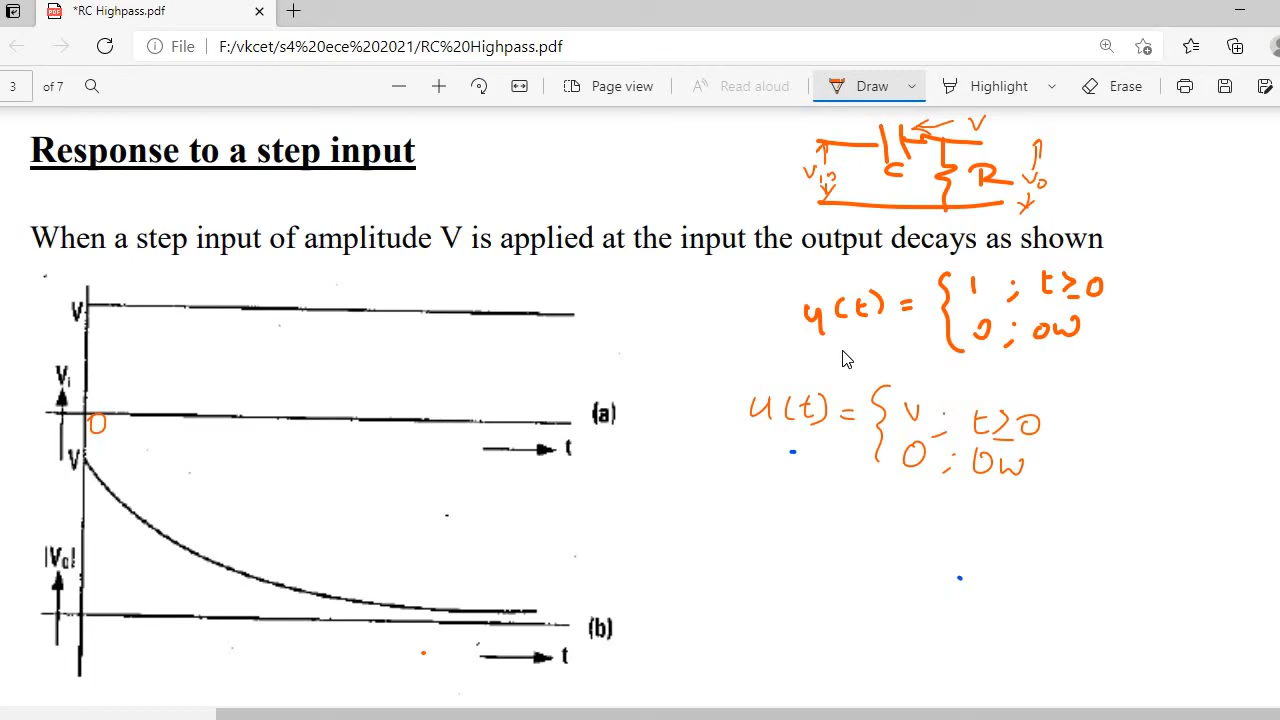 *RC Highpass.pdf
File F:/vkcet/s4%20ece%202021/RC%20Highpass.pdf
3 of 7 Page view Read aloud Draw Highlight Erase
Response to a step input
V
C R Vo
When a step input of amplitude V is applied at the input the output decays as shown
V
u(t) = { 1 ; t≥0
0 ; ow
Vi
0
(a)
t
u(t) = { V ; t≥0
0 ; ow
V
|Vo|
(b)
t